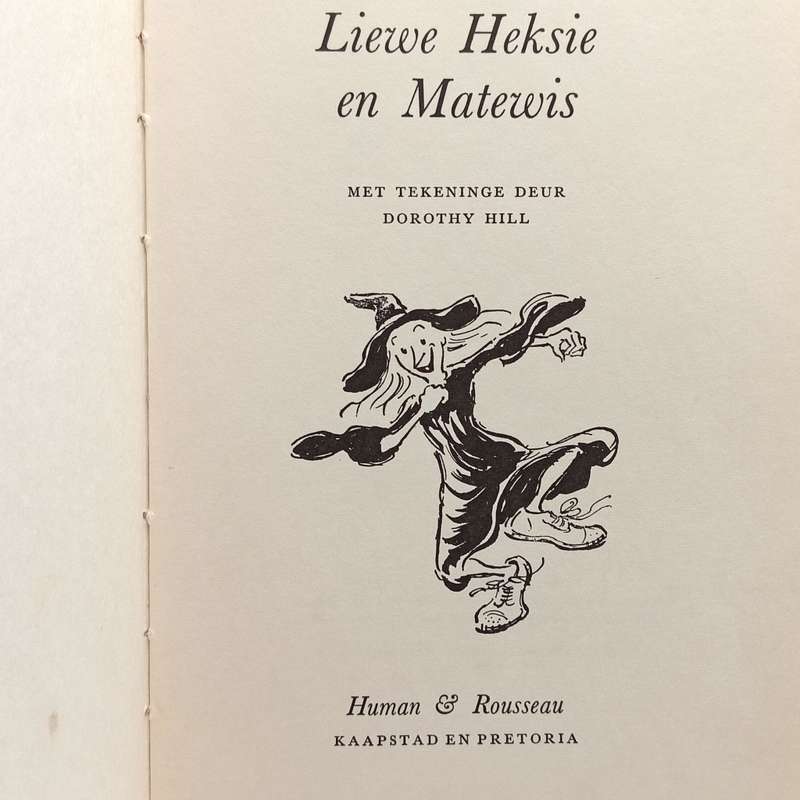 Liewe Heksie
en Matewis
MET TEKENINGE DEUR
DOROTHY HILL
Human & Rousseau
KAAPSTAD EN PRETORIA